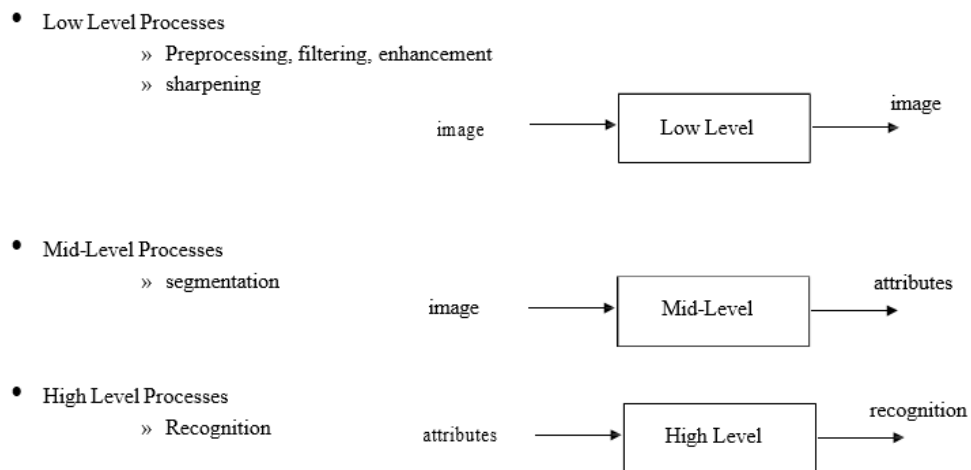 • Low Level Processes
» Preprocessing, filtering, enhancement
» sharpening
image
Low Level
image
• Mid-Level Processes
» segmentation
image
Mid-Level
attributes
• High Level Processes
» Recognition
attributes
High Level
recognition